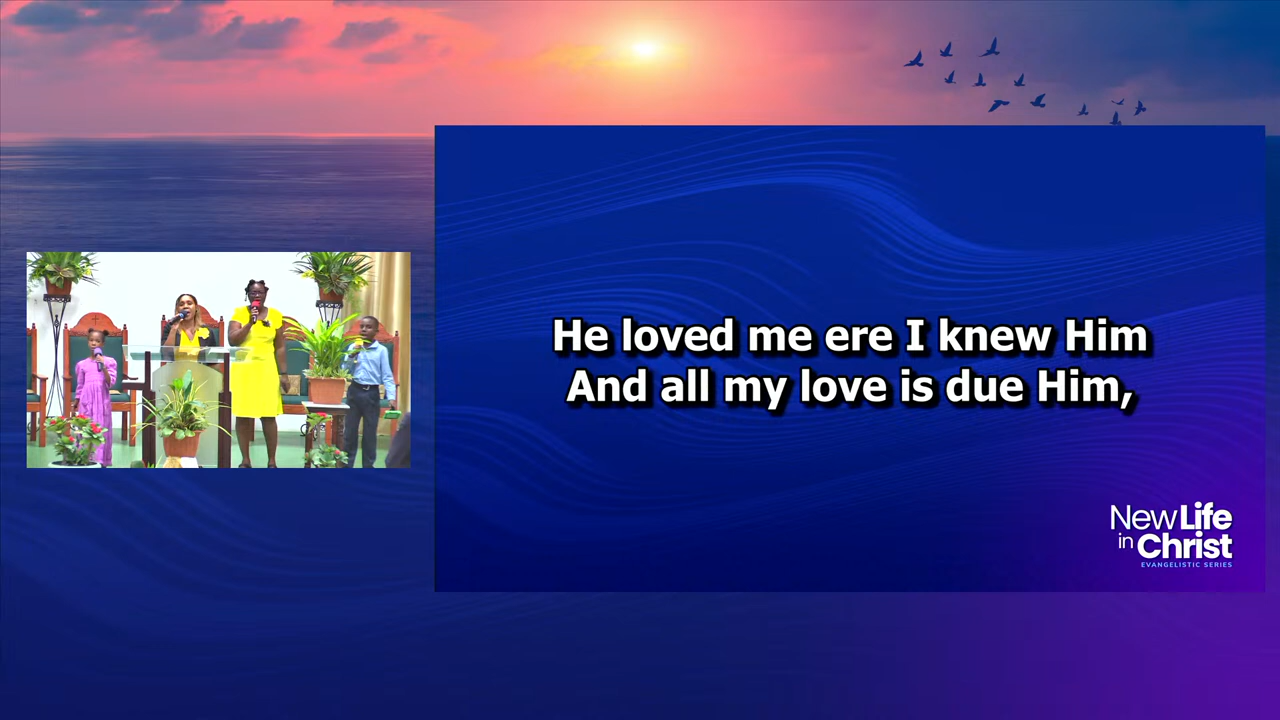 He loved me ere I knew Him
And all my love is due Him,
New Life
in Christ
EVANGELISTIC SERIES